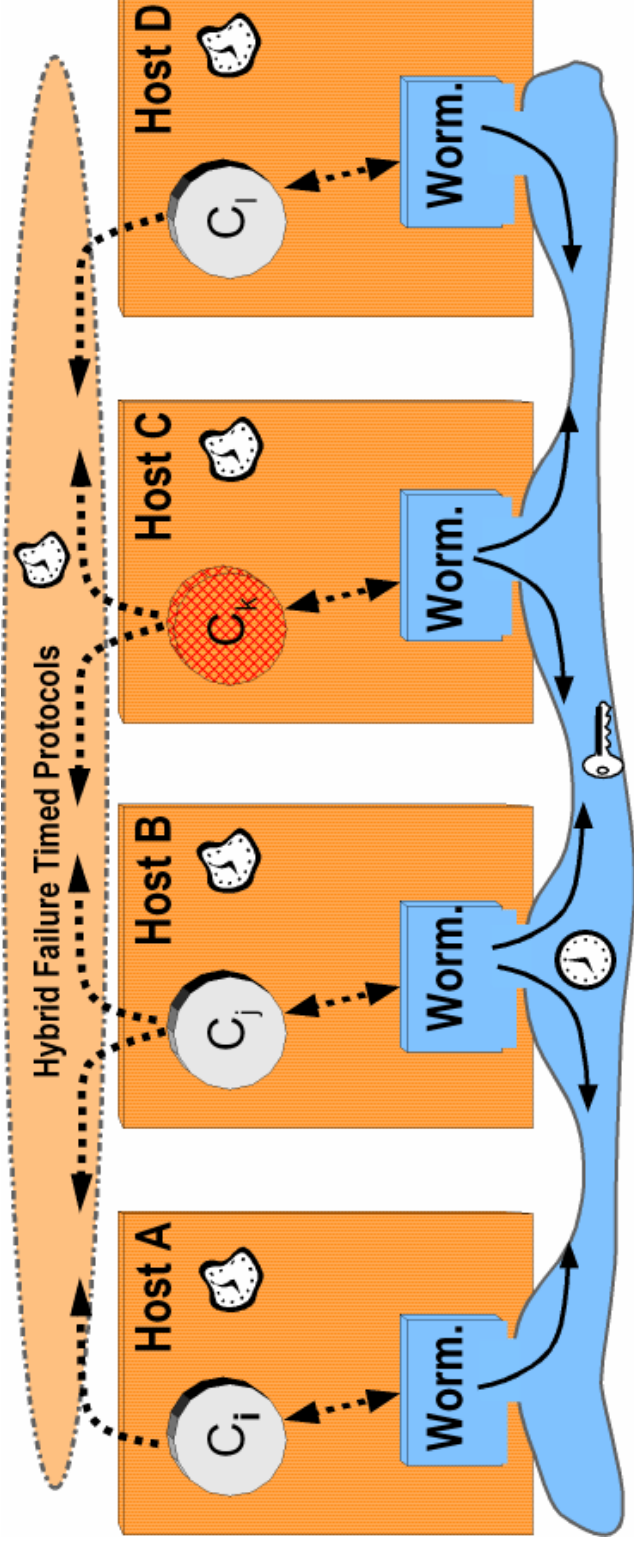 Hybrid Failure Timed Protocols
Host A
Host B
Host C
Host D
Ci
Cj
Ck
Cl
Worm.
Worm.
Worm.
Worm.